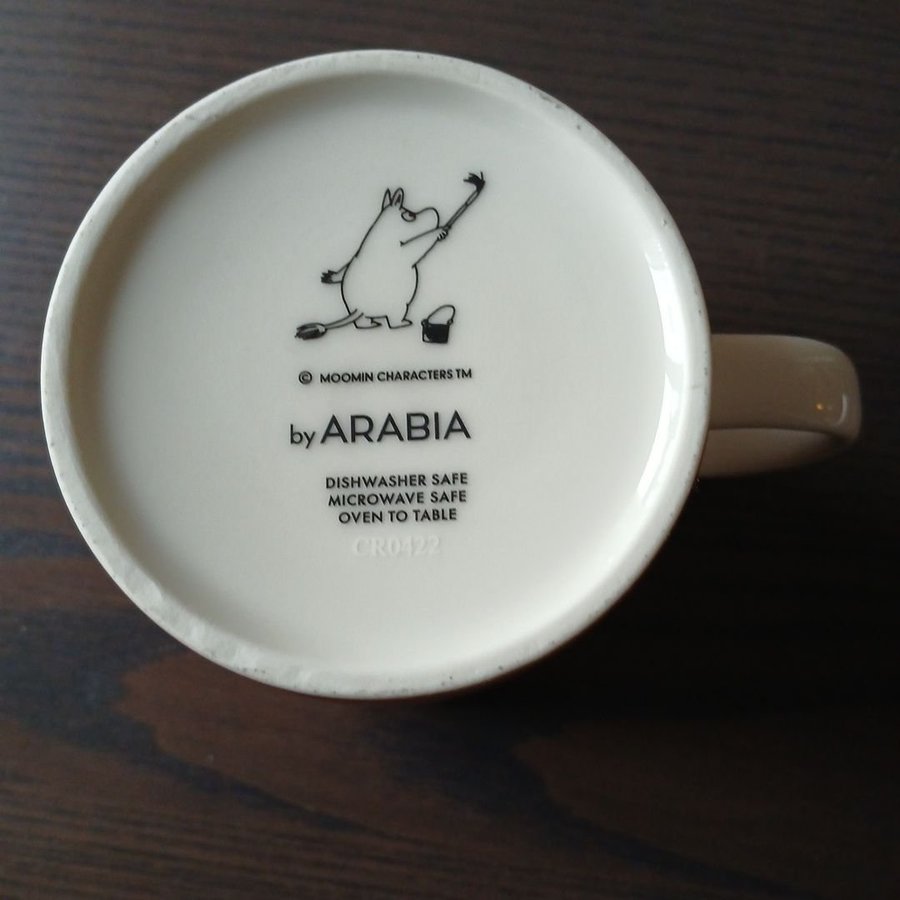 © MOOMIN CHARACTERS TM
by ARABIA
DISHWASHER SAFE
MICROWAVE SAFE
OVEN TO TABLE
CR0422